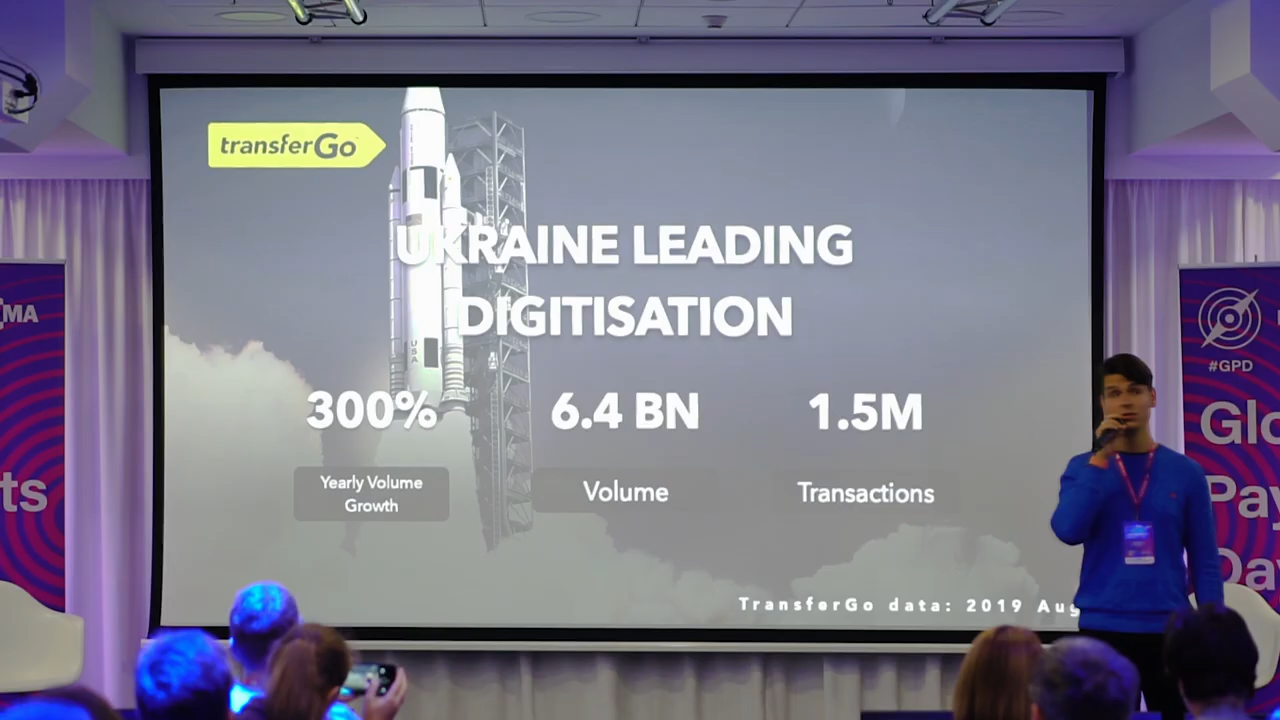 transferGo
UKRAINE LEADING
DIGITISATION
USA
300%
6.4 BN
1.5M
Yearly Volume
Growth
Volume
Transactions
TransferGo data: 2019 Aug
MA
ts
#GPD
Glo
Pay
Day